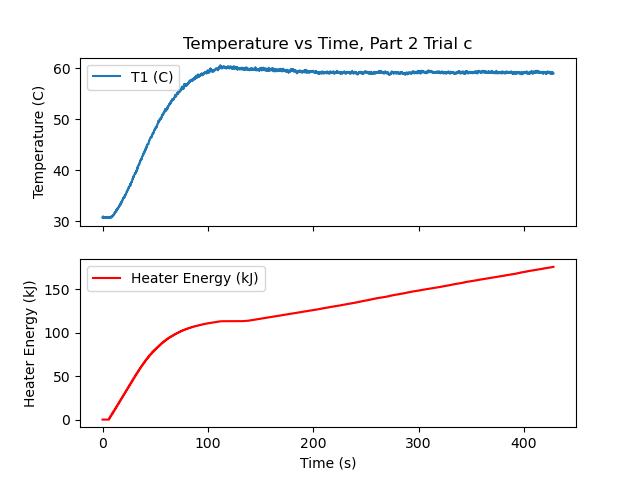 Temperature vs Time, Part 2 Trial c
T1 (C)
Temperature (C)
60
50
40
30
Heater Energy (kJ)
Heater Energy (kJ)
150
100
50
0
0 100 200 300 400
Time (s)